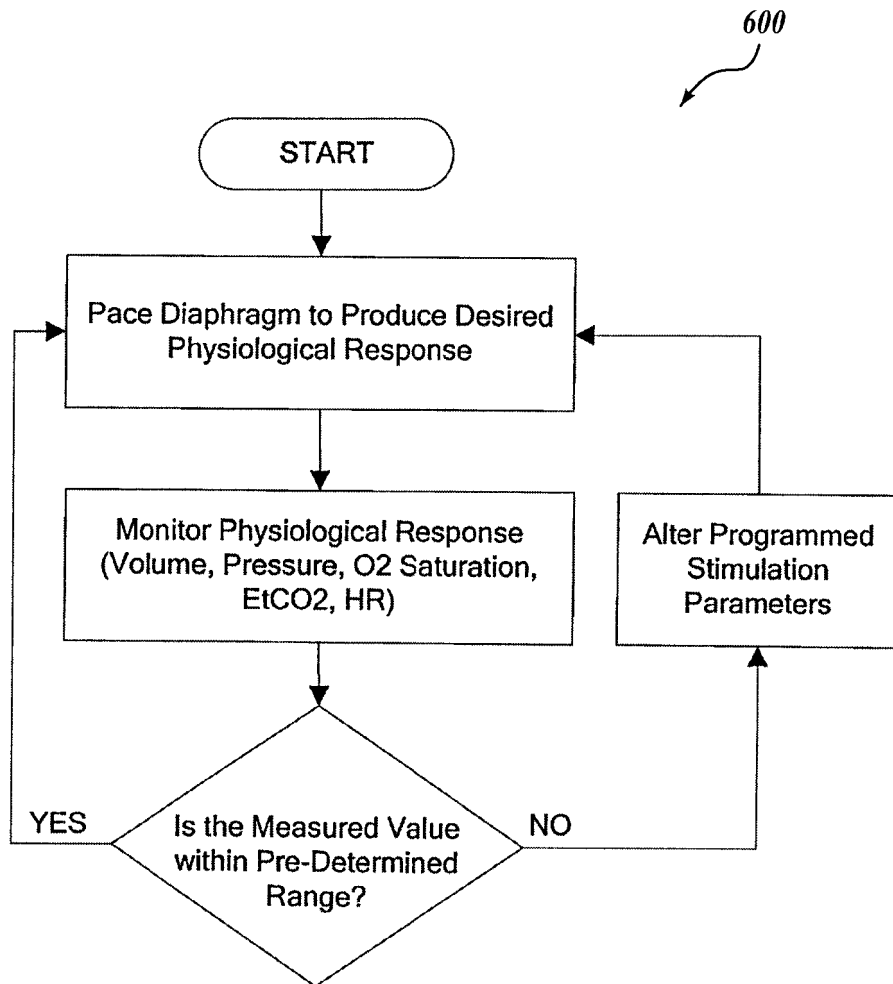 600
START
Pace Diaphragm to Produce Desired
Physiological Response
Monitor Physiological Response
(Volume, Pressure, O2 Saturation,
EtCO2, HR)
Alter Programmed
Stimulation
Parameters
YES
Is the Measured Value
within Pre-Determined
Range?
NO